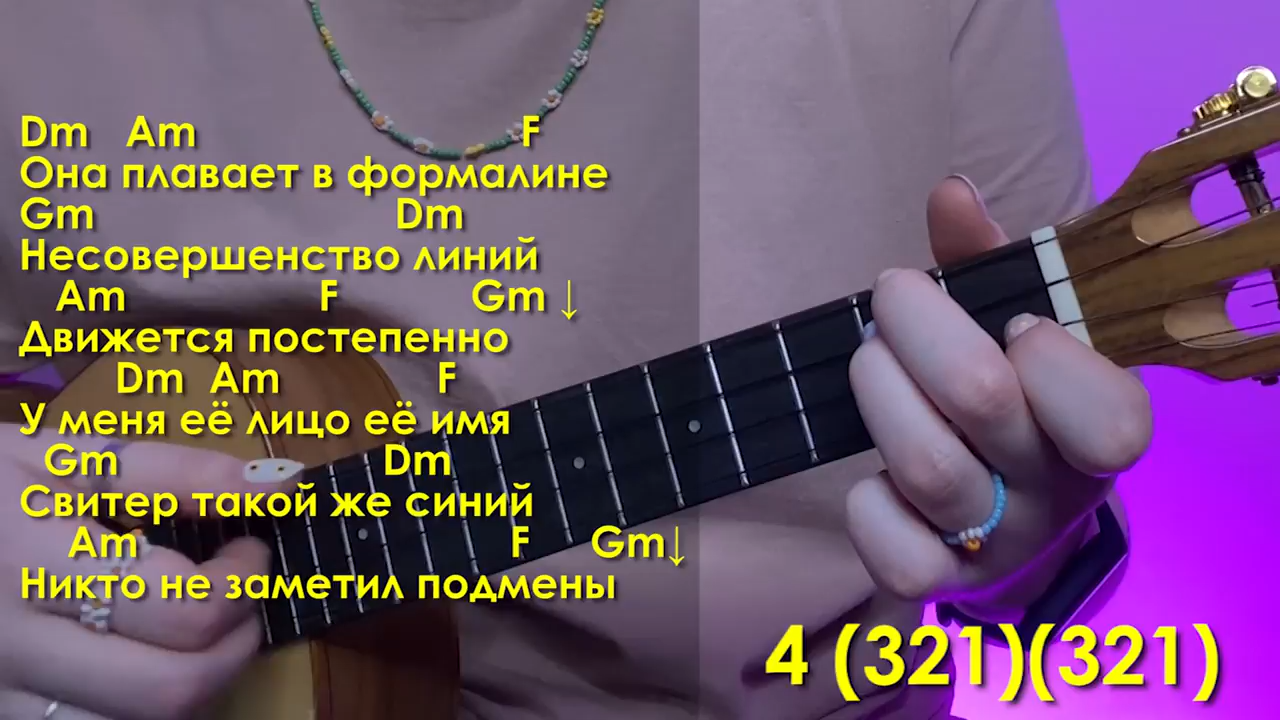 Dm Am F
Она плавает в формалине
Gm Dm
Несовершенство линий
Am F Gm ↓
Движется постепенно
Dm Am F
У меня её лицо её имя
Gm Dm
Свитер такой же синий
Am F Gm↓
Никто не заметил подмены
4 (321)(321)